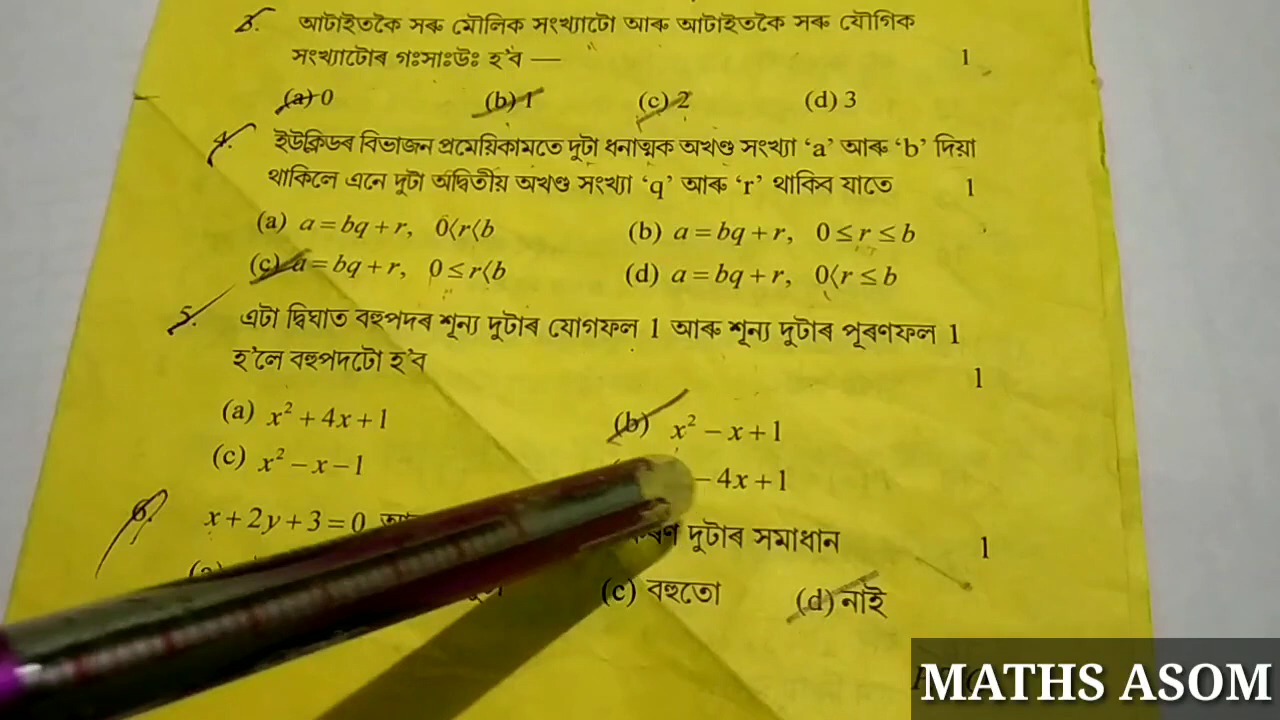 3. আটাইতকৈ সৰু মৌলিক সংখ্যাটো আৰু আটাইতকৈ সৰু যৌগিক
সংখ্যাটোৰ গঃসাঃউঃ হ'ব — 1
(a) 0 (b) 1 (c) 2 (d) 3
4. ইউক্লিডৰ বিভাজন প্ৰমেয়িকামতে দুটা ধনাত্মক অখণ্ড সংখ্যা ‘a’ আৰু ‘b’ দিয়া
থাকিলে এনে দুটা অদ্বিতীয় অখণ্ড সংখ্যা ‘q’ আৰু ‘r’ থাকিব যাতে 1
(a) a = bq + r, 0⟨r⟨b (b) a = bq + r, 0 ≤ r ≤ b
(c) a = bq + r, 0 ≤ r⟨b (d) a = bq + r, 0⟨r ≤ b
5. এটা দ্বিঘাত বহুপদৰ শূন্য দুটাৰ যোগফল 1 আৰু শূন্য দুটাৰ পূৰণফল 1
হ'লে বহুপদটো হ'ব 1
(a) x² + 4x + 1 (b) x² − x + 1
(c) x² − x − 1 − 4x + 1
6. x + 2y + 3 = 0 দুটাৰ সমাধান 1
(c) বহুতো (d) নাই
MATHS ASOM